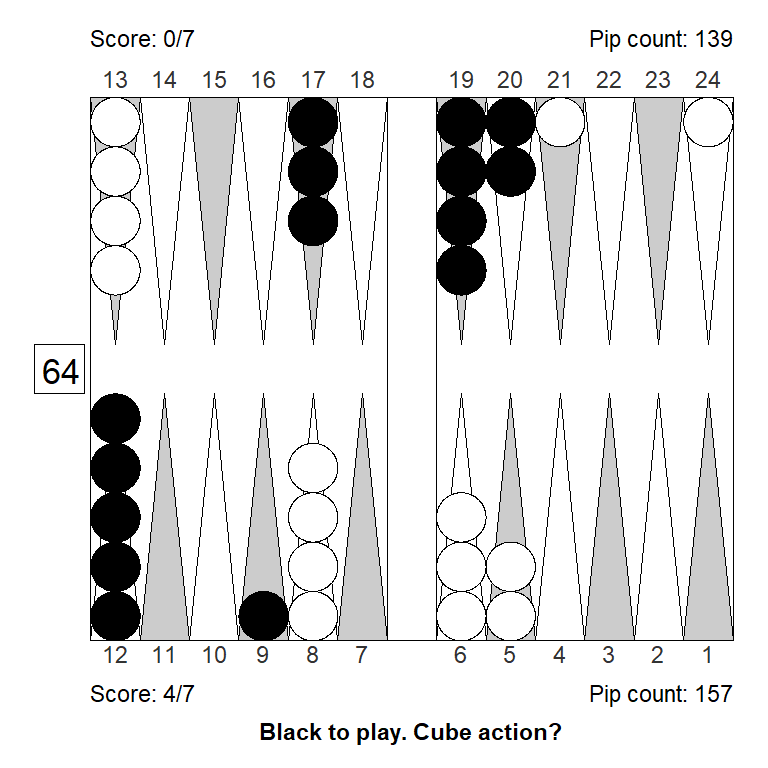 Score: 0/7 Pip count: 139
13 14 15 16 17 18 19 20 21 22 23 24
64
12 11 10 9 8 7 6 5 4 3 2 1
Score: 4/7 Pip count: 157
Black to play. Cube action?